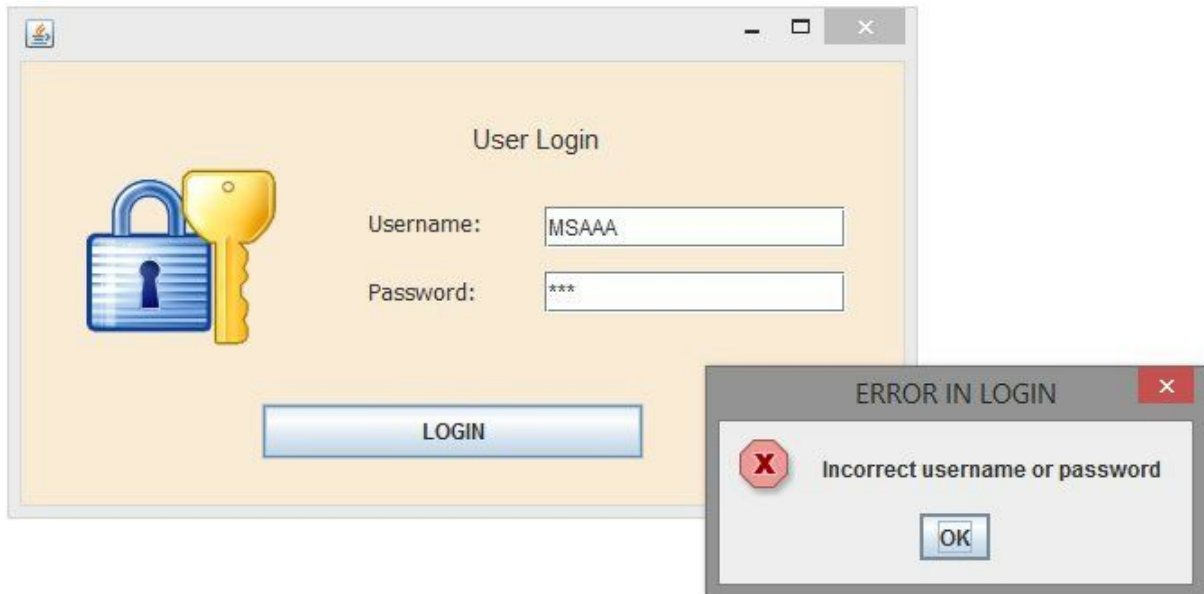 User Login
Username: MSAAA
Password: ***
LOGIN
ERROR IN LOGIN
Incorrect username or password
OK